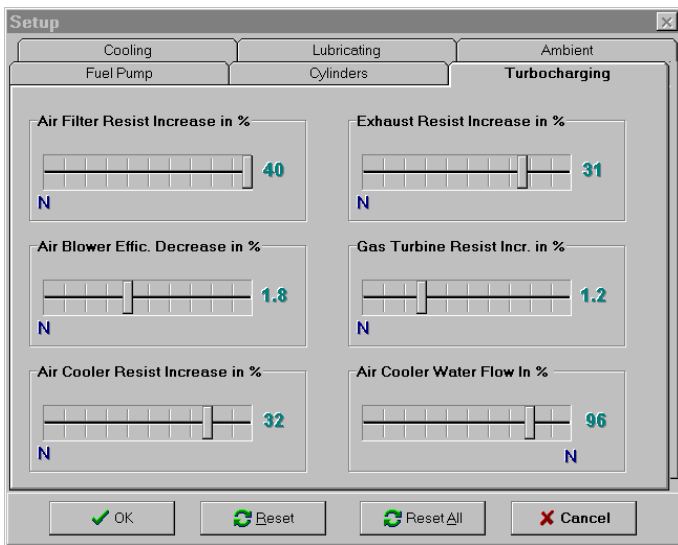 Setup
Cooling Lubricating Ambient
Fuel Pump Cylinders Turbocharging
Air Filter Resist Increase in % Exhaust Resist Increase in %
40 31
N N
Air Blower Effic. Decrease in % Gas Turbine Resist Incr. in %
1.8 1.2
N N
Air Cooler Resist Increase in % Air Cooler Water Flow In %
32 96
N N
OK Reset Reset All Cancel